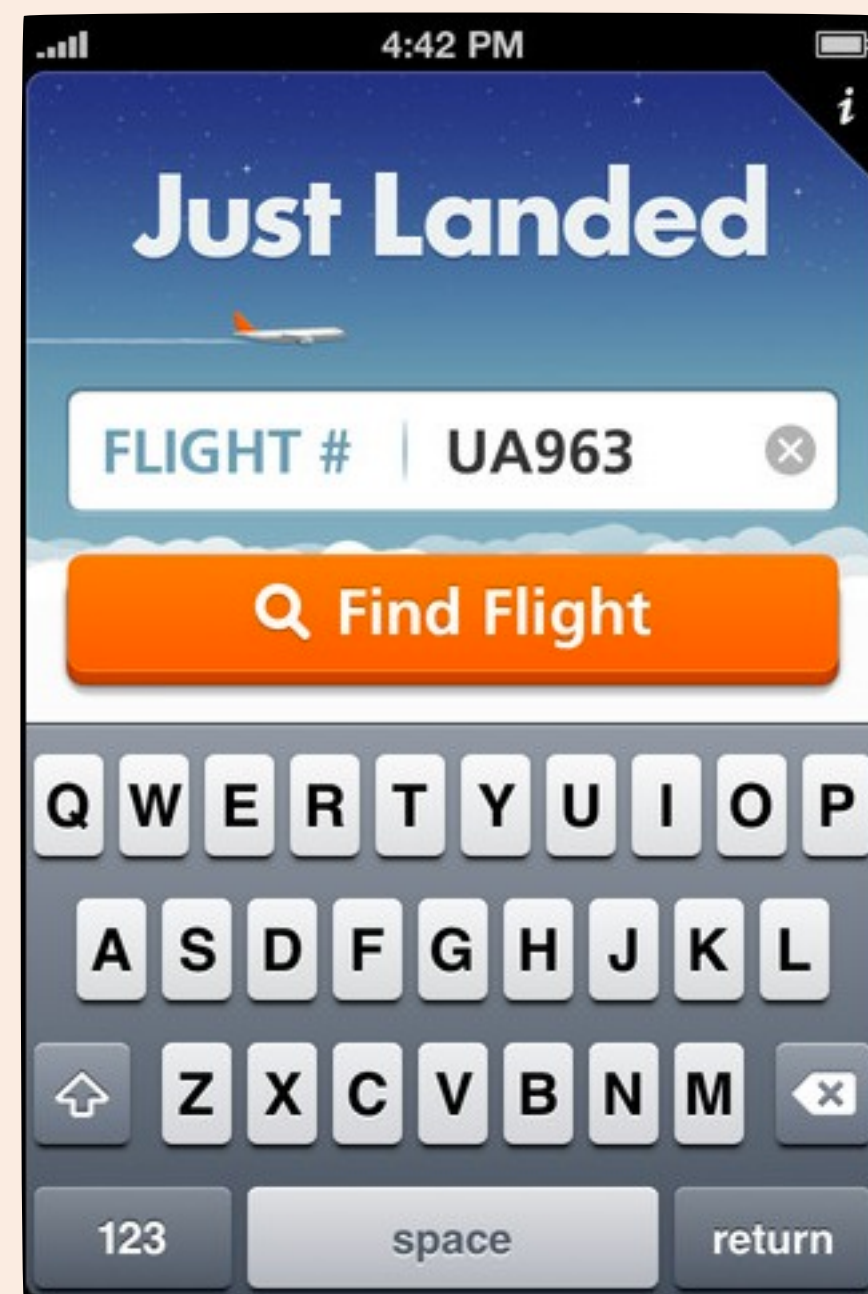 4:42 PM
i
Just Landed
FLIGHT # UA963
Find Flight
Q W E R T Y U I O P
A S D F G H J K L
Z X C V B N M
123 space return